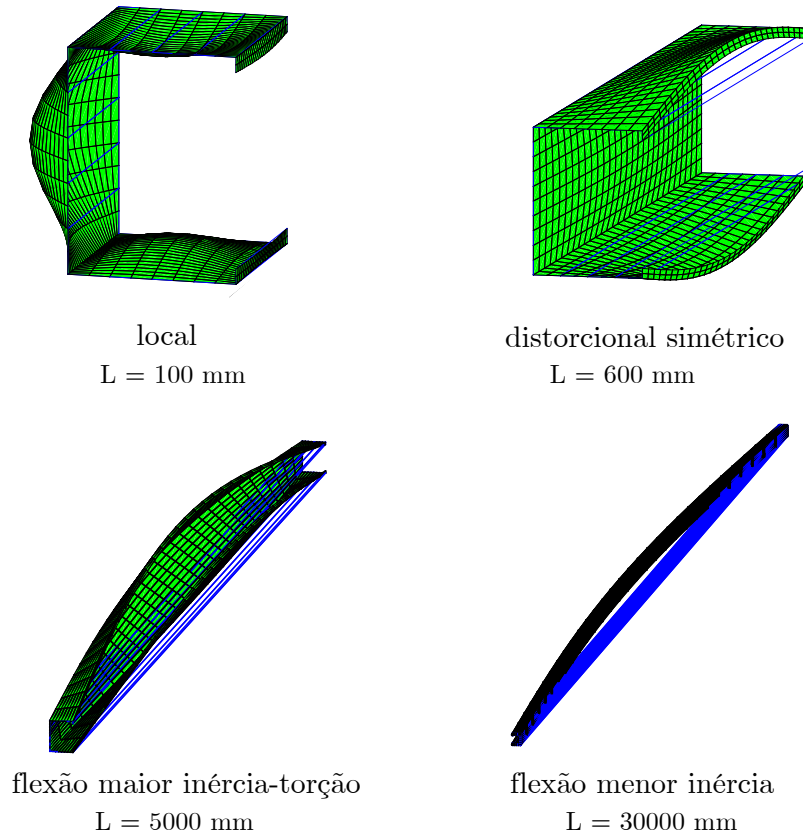 local
L = 100 mm
distorcional simétrico
L = 600 mm
flexão maior inércia-torção
L = 5000 mm
flexão menor inércia
L = 30000 mm